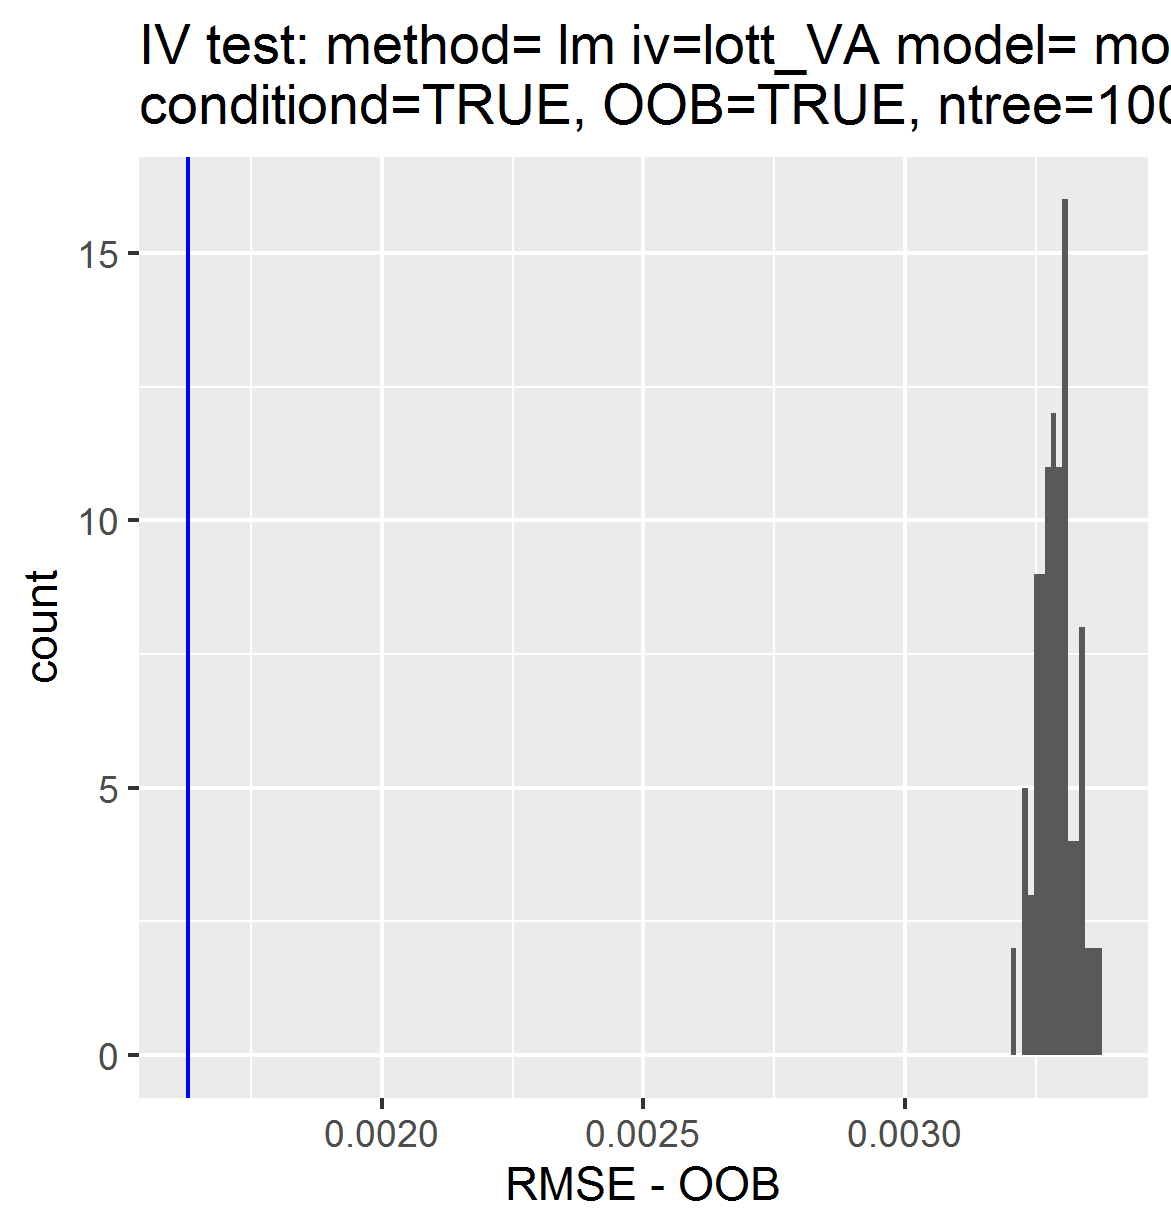 IV test: method= lm iv=lott_VA model= mo
conditiond=TRUE, OOB=TRUE, ntree=100
15
10
5
0
count
0.0020
0.0025
0.0030
RMSE - OOB